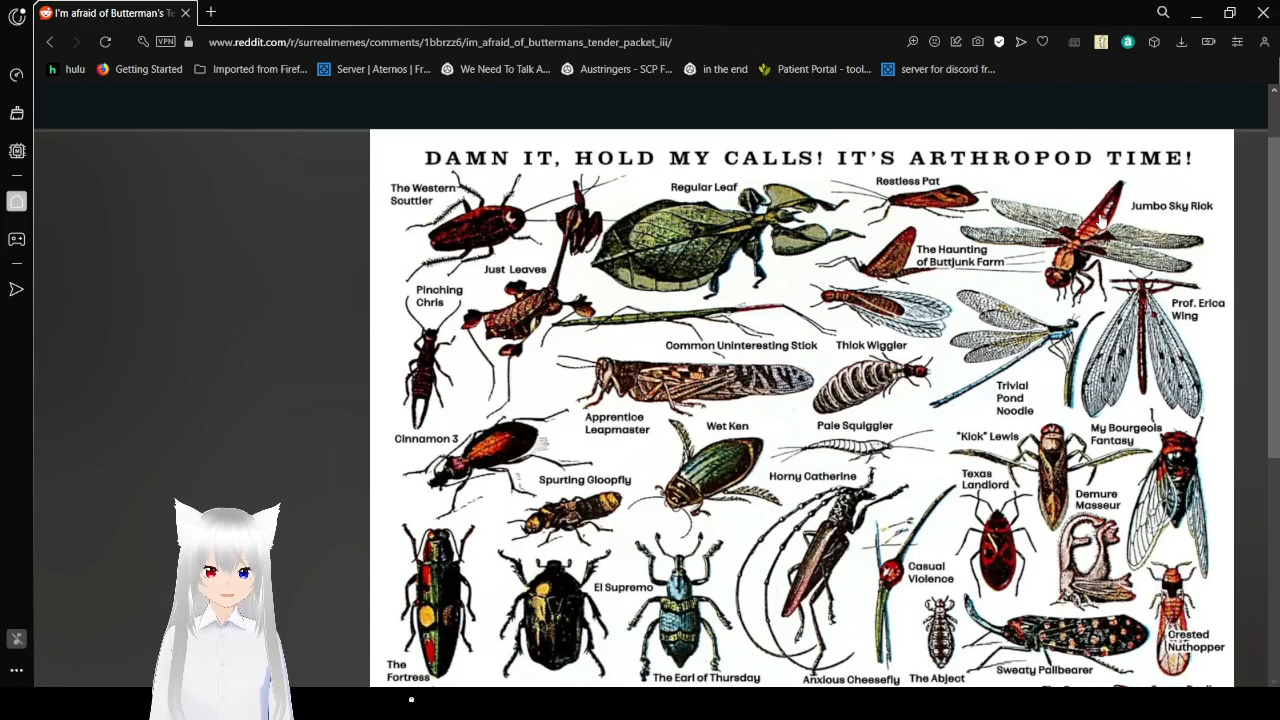 I'm afraid of Butterman's Te
VPN
www.reddit.com/r/surrealmemes/comments/1bbrzz6/im_afraid_of_buttermans_tender_packet_iii/
hulu
Getting Started
Imported from Firef...
Server | Aternos | Fr...
We Need To Talk A...
Austringers - SCP F...
in the end
Patient Portal - tool...
server for discord fr...
DAMN IT, HOLD MY CALLS! IT'S ARTHROPOD TIME!
The Western
Souttler
Regular Leaf
Restless Pat
Jumbo Sky Rick
Just Leaves
The Haunting
of Buttjunk Farm
Pinching
Chris
Prof. Erica
Wing
Common Uninteresting Stick
Thick Wiggler
Trivial
Pond
Noodle
Apprentice
Leapmaster
Wet Ken
Pale Squiggler
"Kick" Lewis
My Bourgeois
Fantasy
Cinnamon 3
Spurting Gloopfly
Horny Catherine
Texas
Landlord
Demure
Masseur
El Supremo
Casual
Violence
Crested
Nuthopper
The
Fortress
The Earl of Thursday
Anxious Cheesefly
The Abject
Sweaty Pallbearer